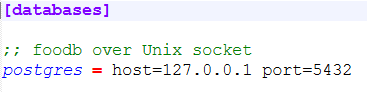 [databases]
;; foodb over Unix socket
postgres = host=127.0.0.1 port=5432